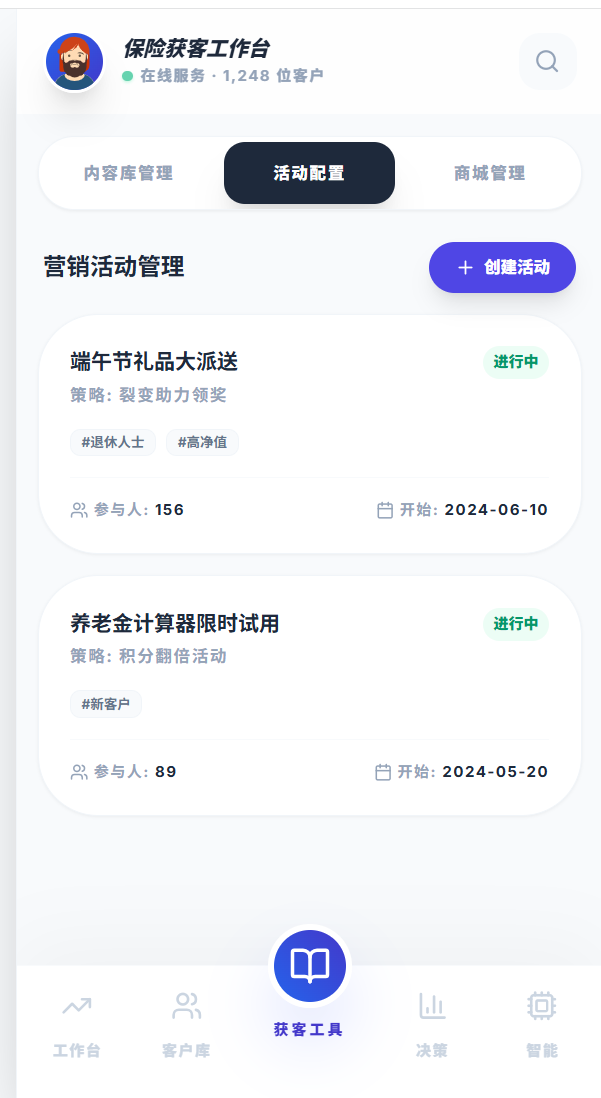 保险获客工作台
在线服务 · 1,248 位客户
内容库管理 活动配置 商城管理
营销活动管理 + 创建活动
端午节礼品大派送 进行中
策略: 裂变助力领奖
#退休人士 #高净值
参与人: 156 开始: 2024-06-10
养老金计算器限时试用 进行中
策略: 积分翻倍活动
#新客户
参与人: 89 开始: 2024-05-20
工作台 客户库 获客工具 决策 智能